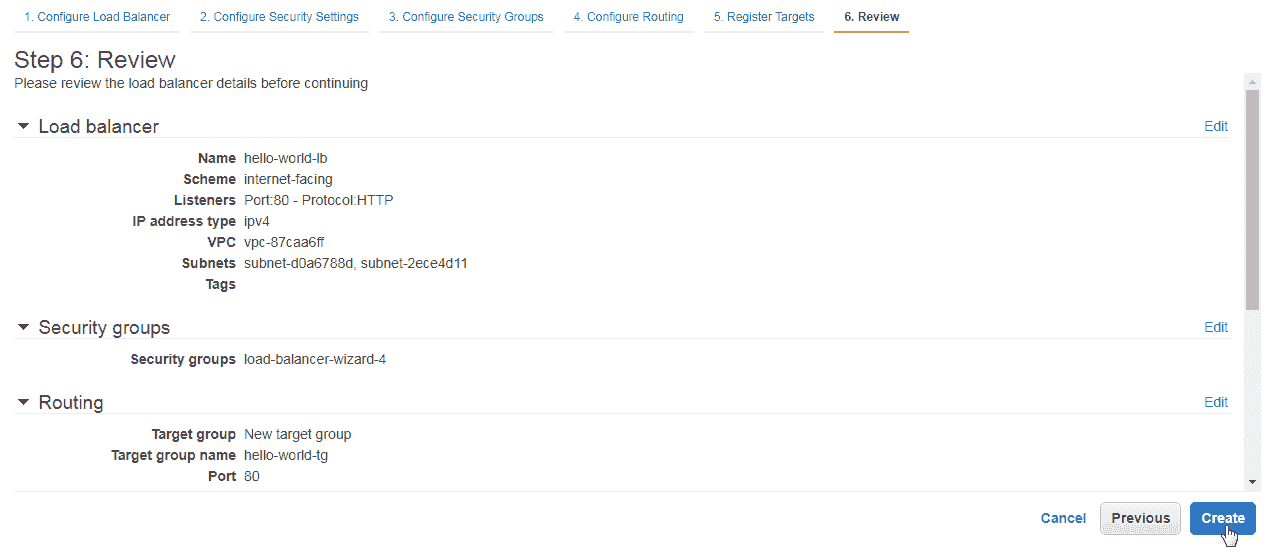 1. Configure Load Balancer 2. Configure Security Settings 3. Configure Security Groups 4. Configure Routing 5. Register Targets 6. Review
Step 6: Review
Please review the load balancer details before continuing
Load balancer Edit
Name hello-world-lb
Scheme internet-facing
Listeners Port:80 - Protocol:HTTP
IP address type ipv4
VPC vpc-87caa6ff
Subnets subnet-d0a6788d, subnet-2ece4d11
Tags
Security groups Edit
Security groups load-balancer-wizard-4
Routing Edit
Target group New target group
Target group name hello-world-tg
Port 80
Cancel Previous Create